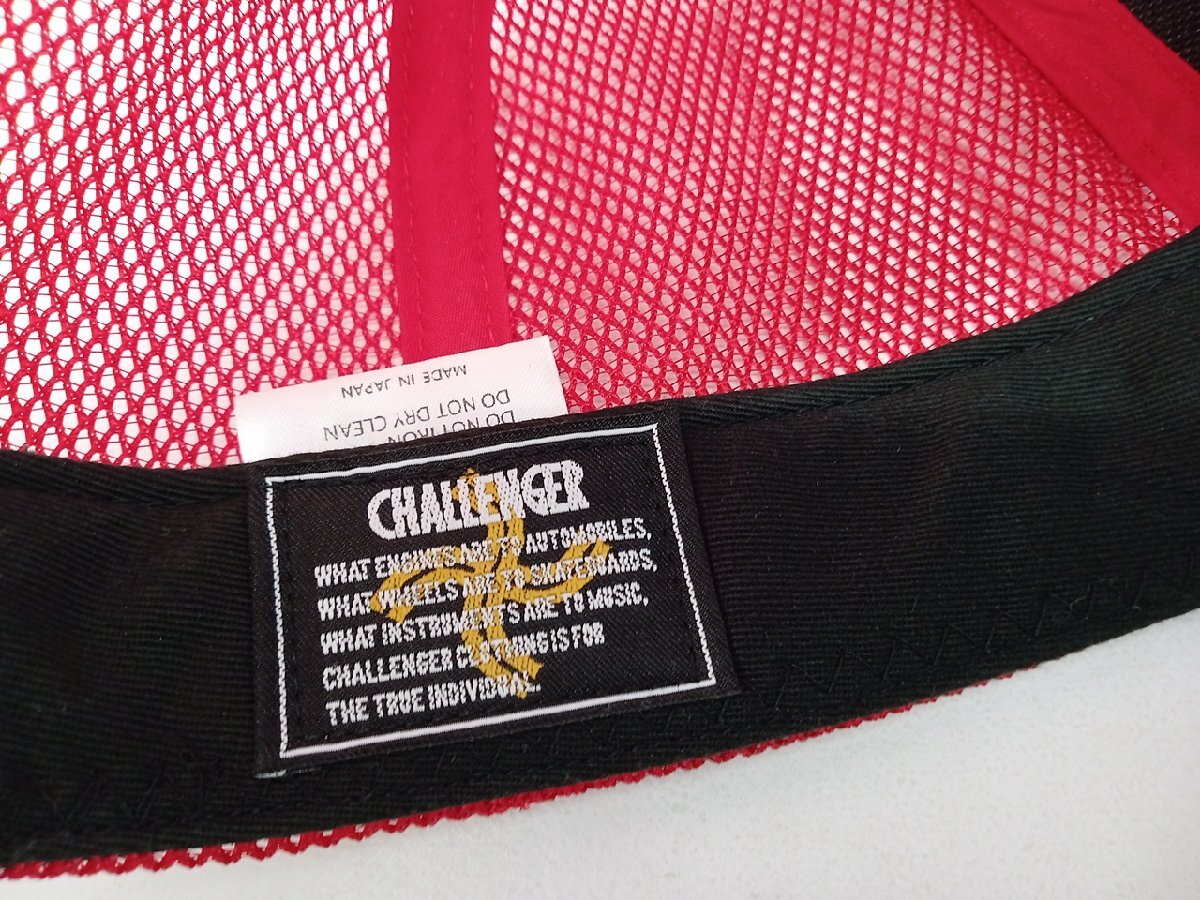 CHALLENGER
WHAT ENGINES ARE TO AUTOMOBILES,
WHAT WHEELS ARE TO SKATEBOARDS,
WHAT INSTRUMENTS ARE TO MUSIC,
CHALLENGER CLOTHING IS FOR
THE TRUE INDIVIDUAL.
DO NOT IRON
DO NOT DRY CLEAN
MADE IN JAPAN